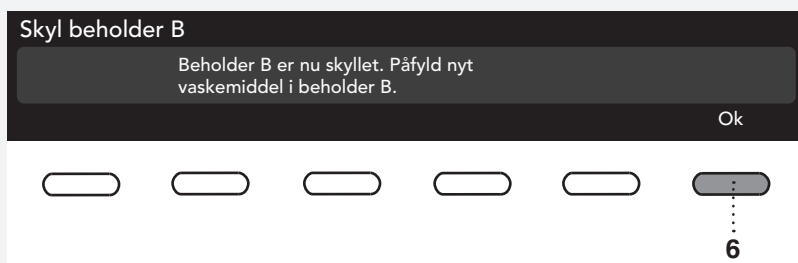 Skyl beholder B
Beholder B er nu skyllet. Påfyld nyt
vaskemiddel i beholder B.
Ok
6